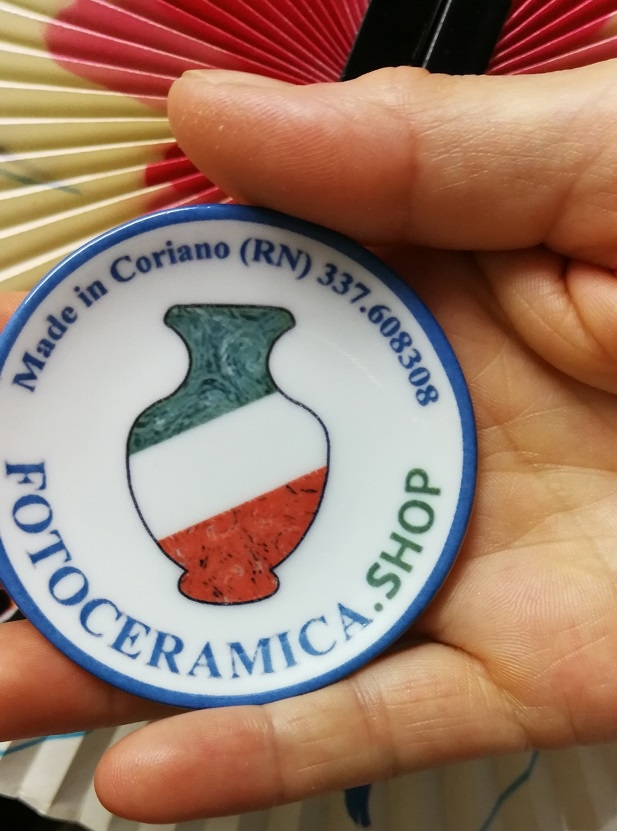 Made in Coriano (RN) 337.608308
FOTOCERAMICA.SHOP